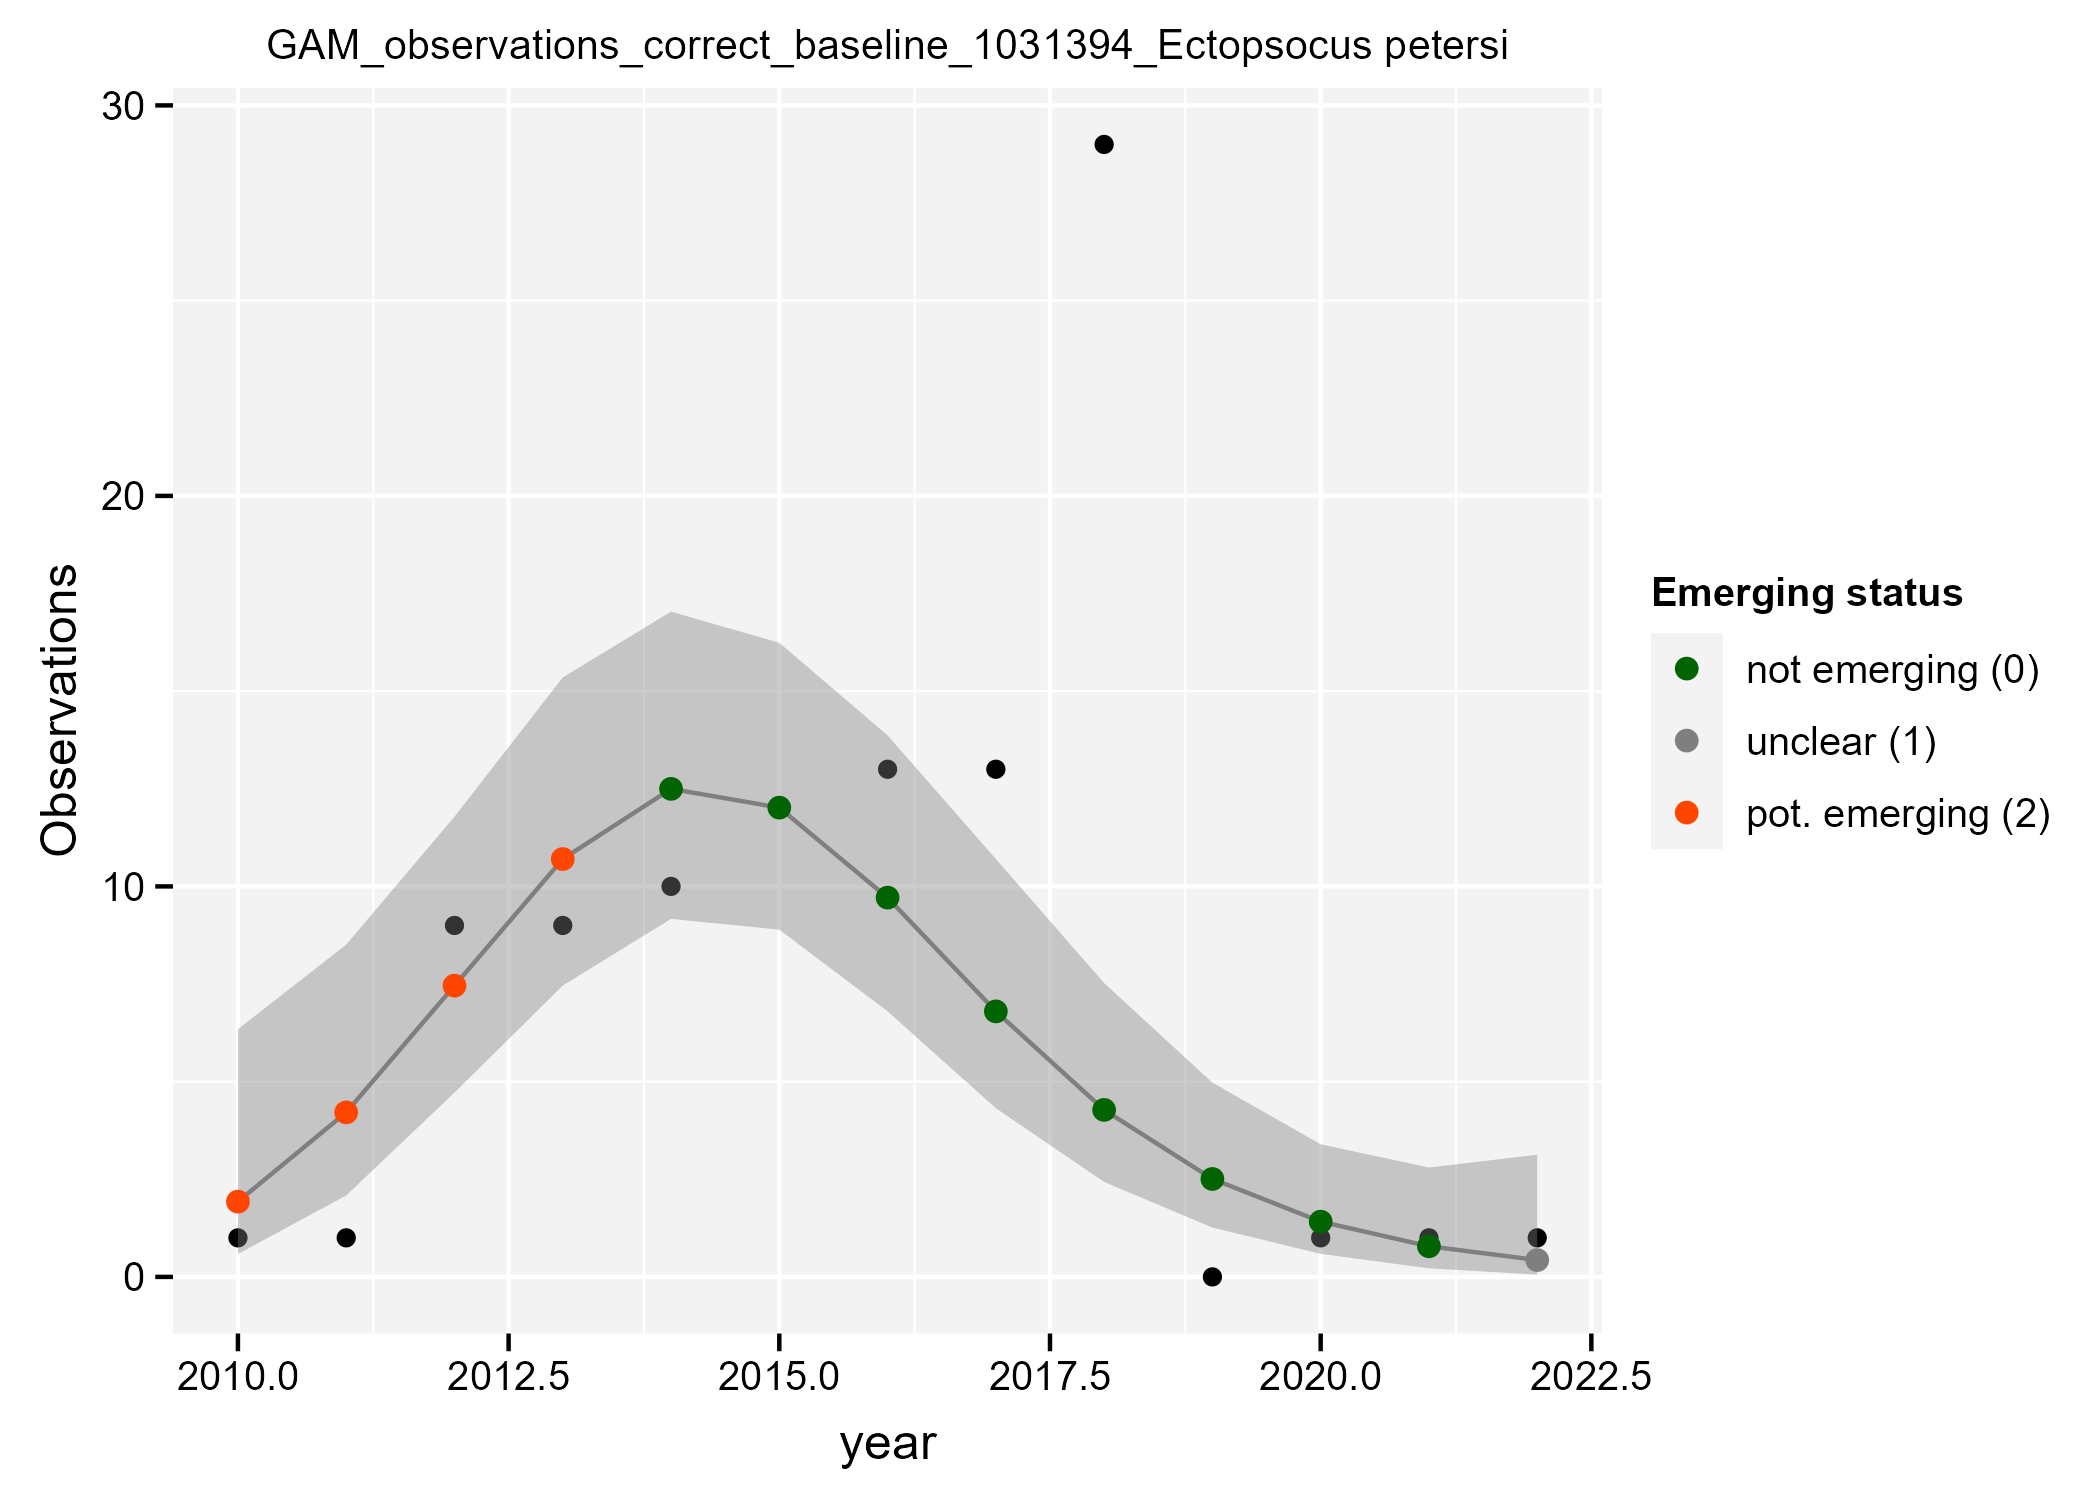 GAM_observations_correct_baseline_1031394_Ectopsocus petersi
30
20
10
0
Observations
2010.0 2012.5 2015.0 2017.5 2020.0 2022.5
year
Emerging status
not emerging (0)
unclear (1)
pot. emerging (2)